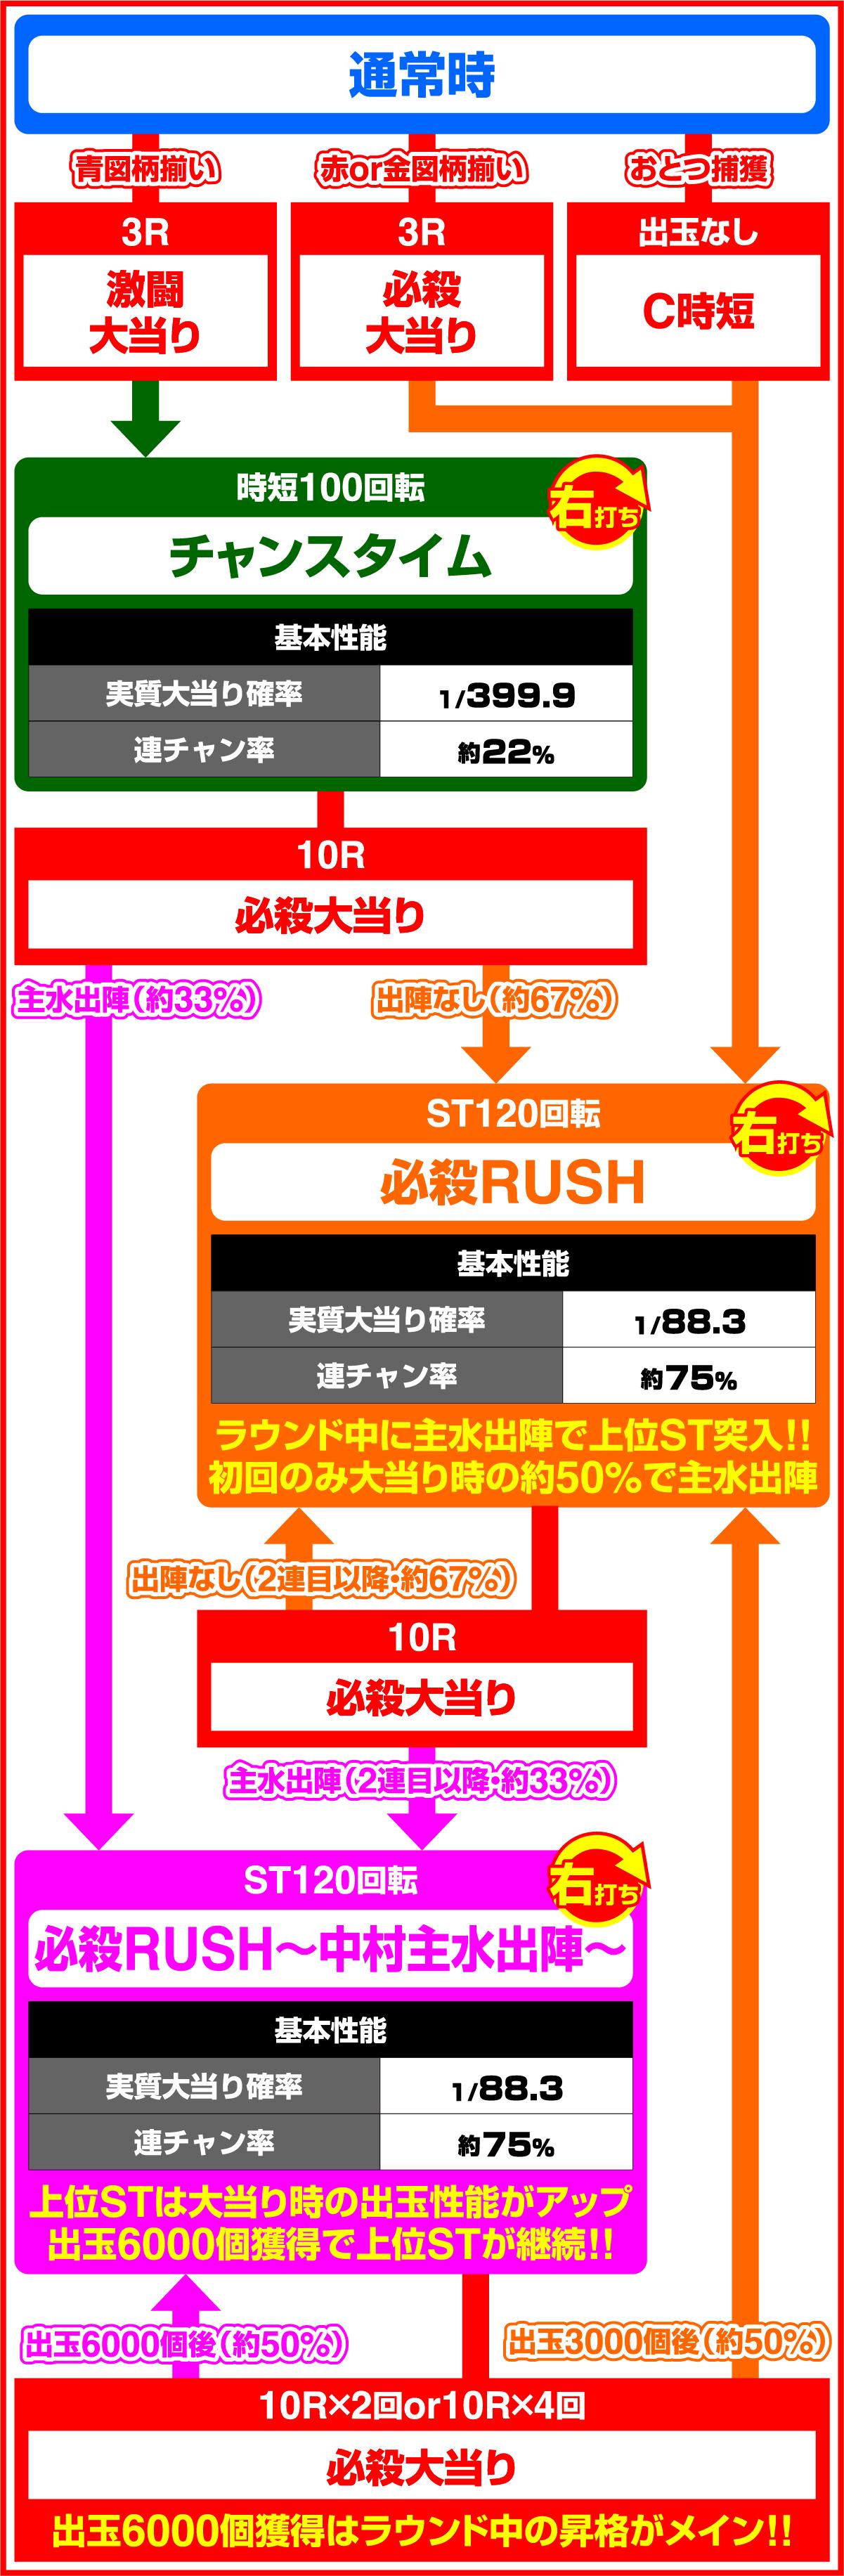 通常時
青図柄揃い
赤or金図柄揃い
おとつ捕獲
3R
激闘
大当り
3R
必殺
大当り
出玉なし
C時短
時短100回転
右打ち
チャンスタイム
基本性能
実質大当り確率 1/399.9
連チャン率 約22%
10R
必殺大当り
主水出陣(約33%)
出陣なし(約67%)
ST120回転
右打ち
必殺RUSH
基本性能
実質大当り確率 1/88.3
連チャン率 約75%
ラウンド中に主水出陣で上位ST突入!!
初回のみ大当り時の約50%で主水出陣
出陣なし(2連目以降・約67%)
10R
必殺大当り
主水出陣(2連目以降・約33%)
ST120回転
右打ち
必殺RUSH〜中村主水出陣〜
基本性能
実質大当り確率 1/88.3
連チャン率 約75%
上位STは大当り時の出玉性能がアップ
出玉6000個獲得で上位STが継続!!
出玉6000個後(約50%)
出玉3000個後(約50%)
10R×2回or10R×4回
必殺大当り
出玉6000個獲得はラウンド中の昇格がメイン!!